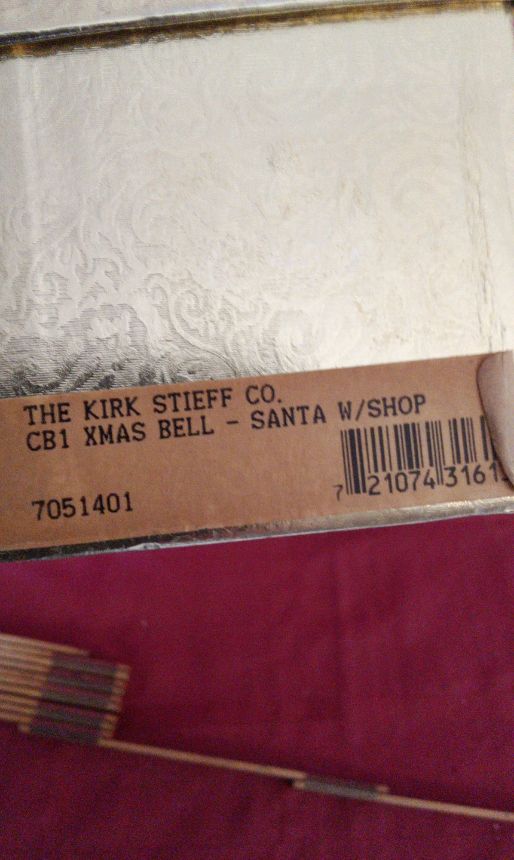 THE KIRK STIEFF CO.
CB1 XMAS BELL - SANTA W/SHOP
7051401
7 21074 3161